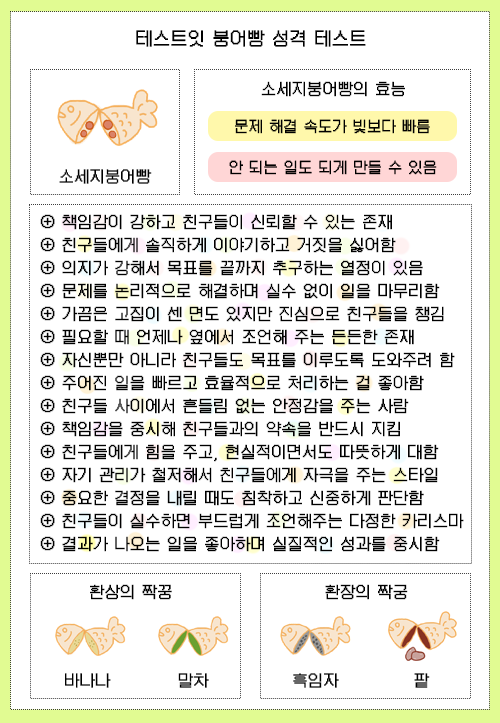 테스트잇 붕어빵 성격 테스트
소세지붕어빵
소세지붕어빵의 효능
문제 해결 속도가 빛보다 빠름
안 되는 일도 되게 만들 수 있음
⊕ 책임감이 강하고 친구들이 신뢰할 수 있는 존재
⊕ 친구들에게 솔직하게 이야기하고 거짓을 싫어함
⊕ 의지가 강해서 목표를 끝까지 추구하는 열정이 있음
⊕ 문제를 논리적으로 해결하며 실수 없이 일을 마무리함
⊕ 가끔은 고집이 센 면도 있지만 진심으로 친구들을 챙김
⊕ 필요할 때 언제나 옆에서 조언해 주는 든든한 존재
⊕ 자신뿐만 아니라 친구들도 목표를 이루도록 도와주려 함
⊕ 주어진 일을 빠르고 효율적으로 처리하는 걸 좋아함
⊕ 친구들 사이에서 흔들림 없는 안정감을 주는 사람
⊕ 책임감을 중시해 친구들과의 약속을 반드시 지킴
⊕ 친구들에게 힘을 주고, 현실적이면서도 따뜻하게 대함
⊕ 자기 관리가 철저해서 친구들에게 자극을 주는 스타일
⊕ 중요한 결정을 내릴 때도 침착하고 신중하게 판단함
⊕ 친구들이 실수하면 부드럽게 조언해주는 다정한 카리스마
⊕ 결과가 나오는 일을 좋아하며 실질적인 성과를 중시함
환상의 짝꿍
바나나
말차
환장의 짝궁
흑임자
팥